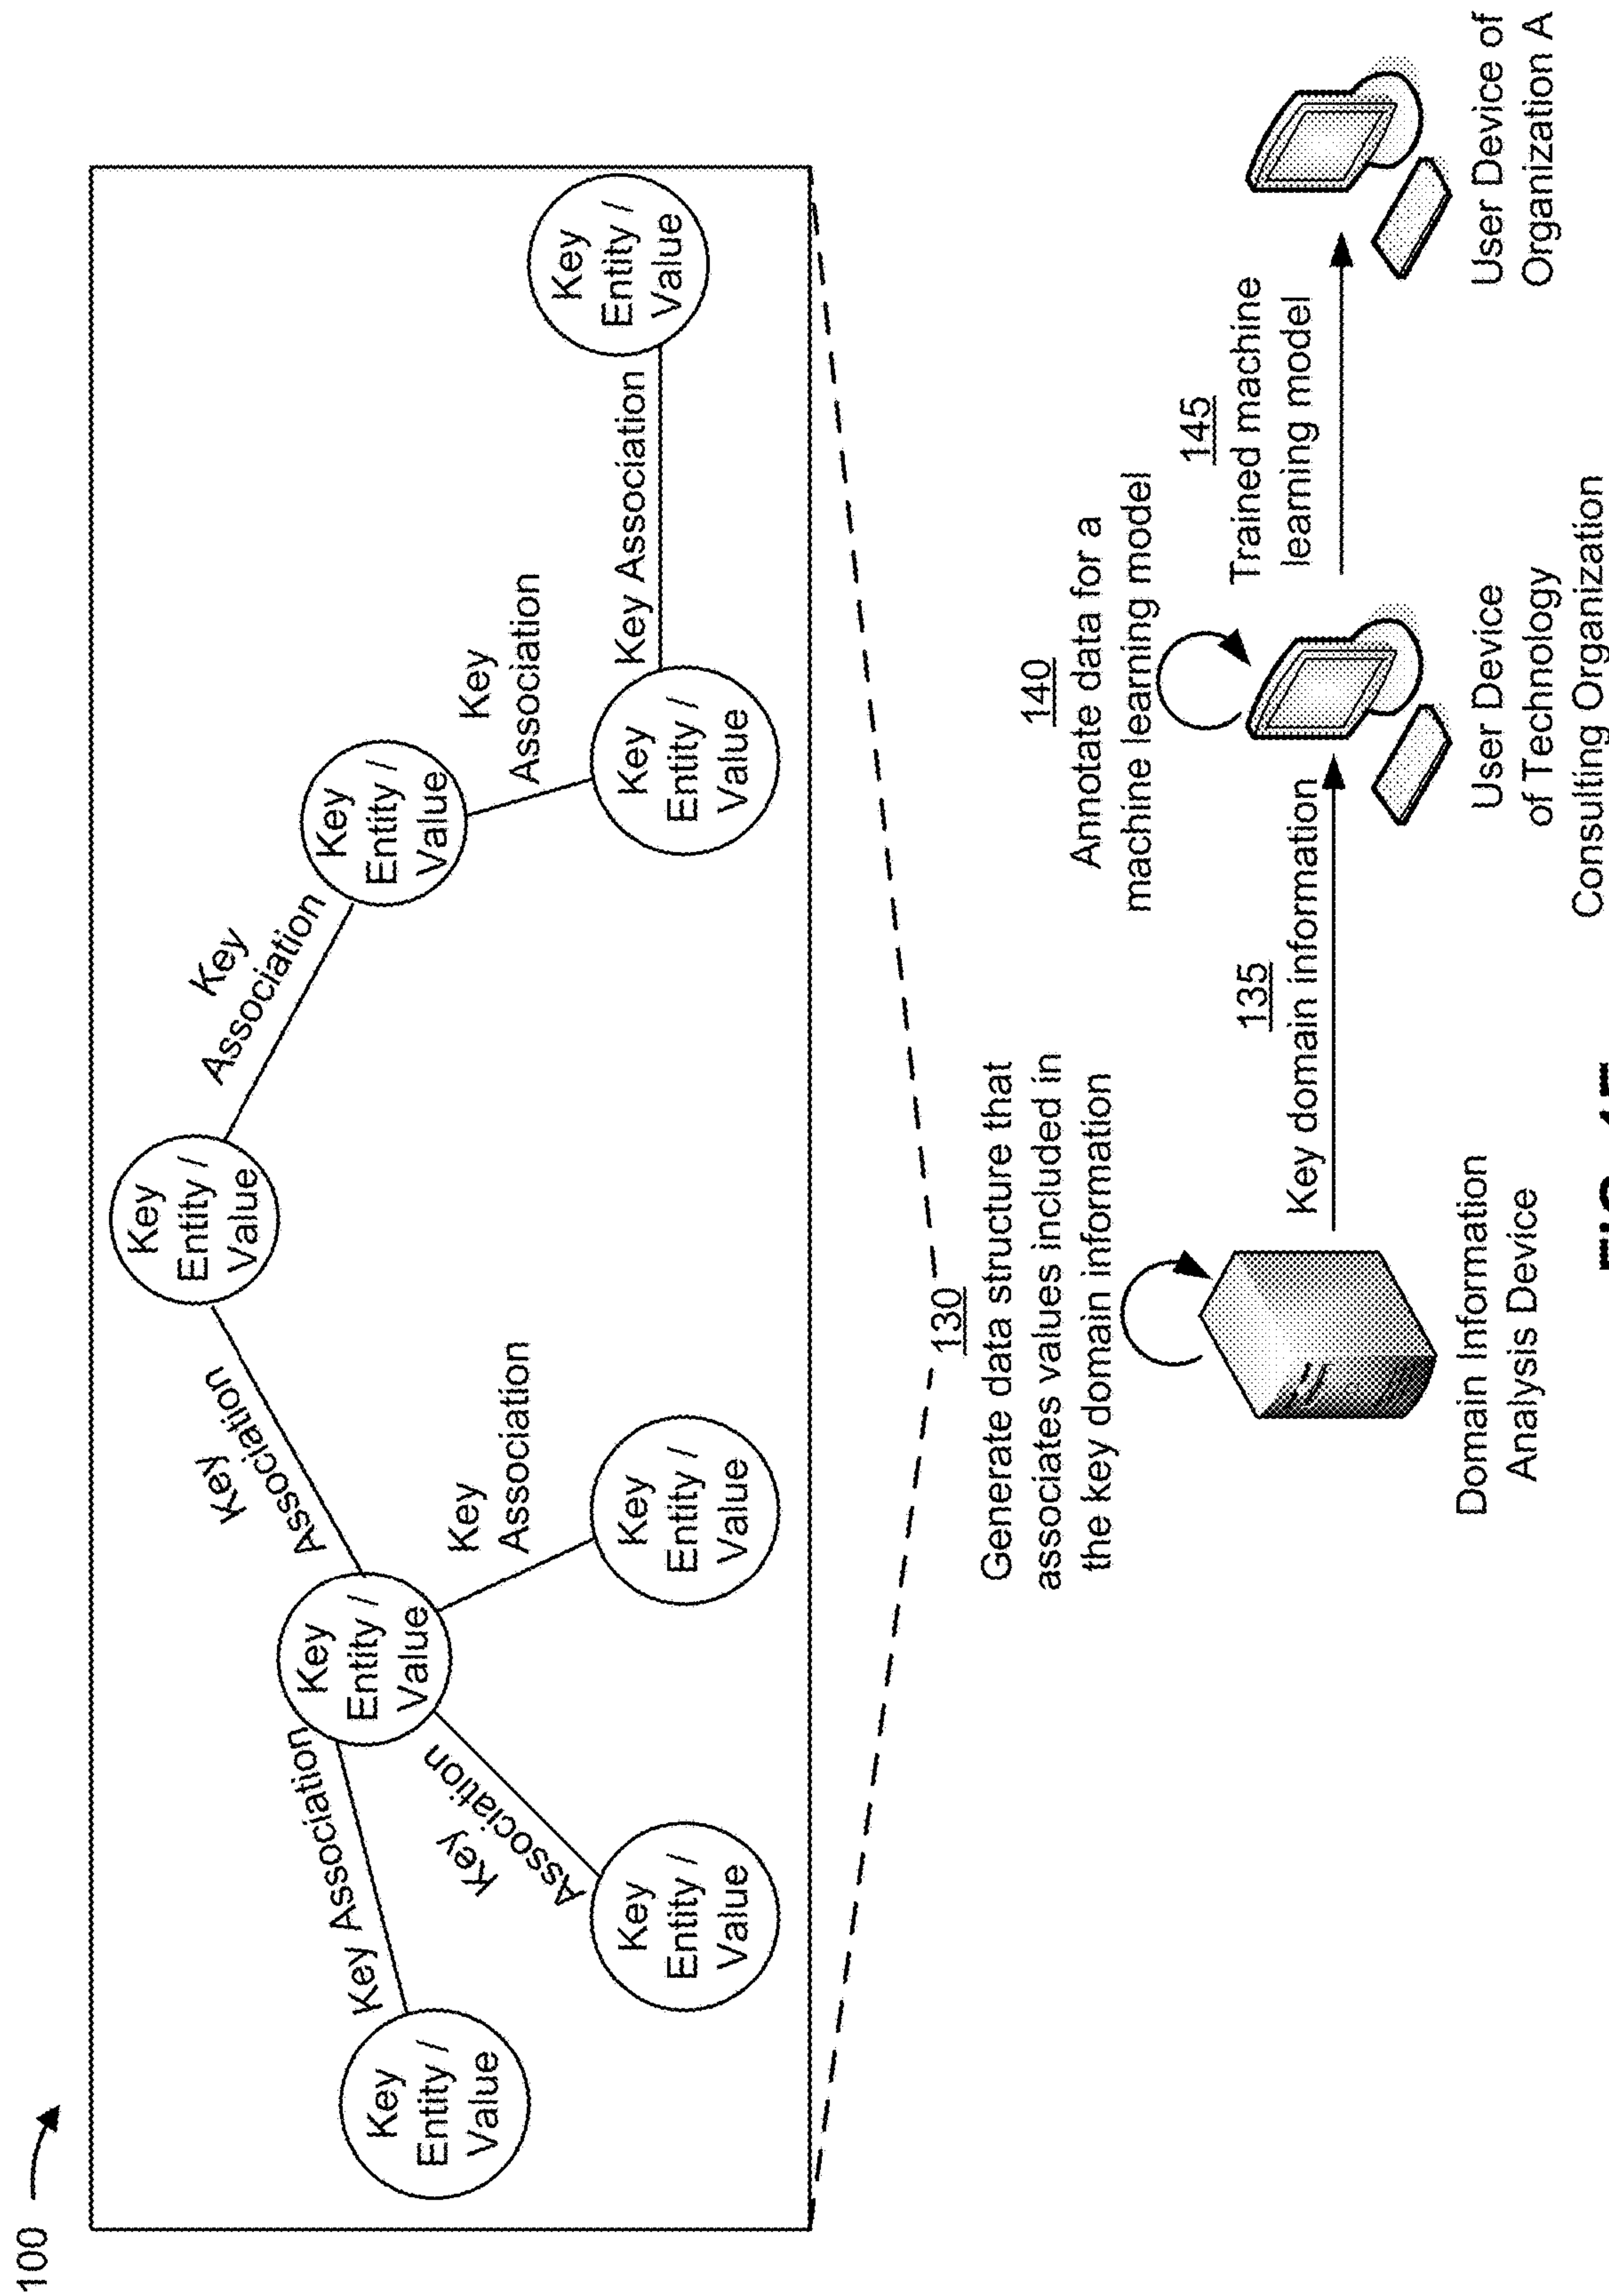 100
Key
Entity /
Value
Key
Association
Key
Association
Key
Entity /
Value
Key
Entity /
Value
Key Association
Key
Association
Key
Association
Key
Association
Key Association
Key
Entity /
Value
Key
Entity /
Value
Key
Entity /
Value
Key
Entity /
Value
Key
Entity /
Value
130
Generate data structure that
associates values included in
the key domain information
135
Key domain information
140
Annotate data for a
machine learning model
145
Trained machine
learning model
Domain Information
Analysis Device
User Device
of Technology
Consulting Organization
User Device of
Organization A